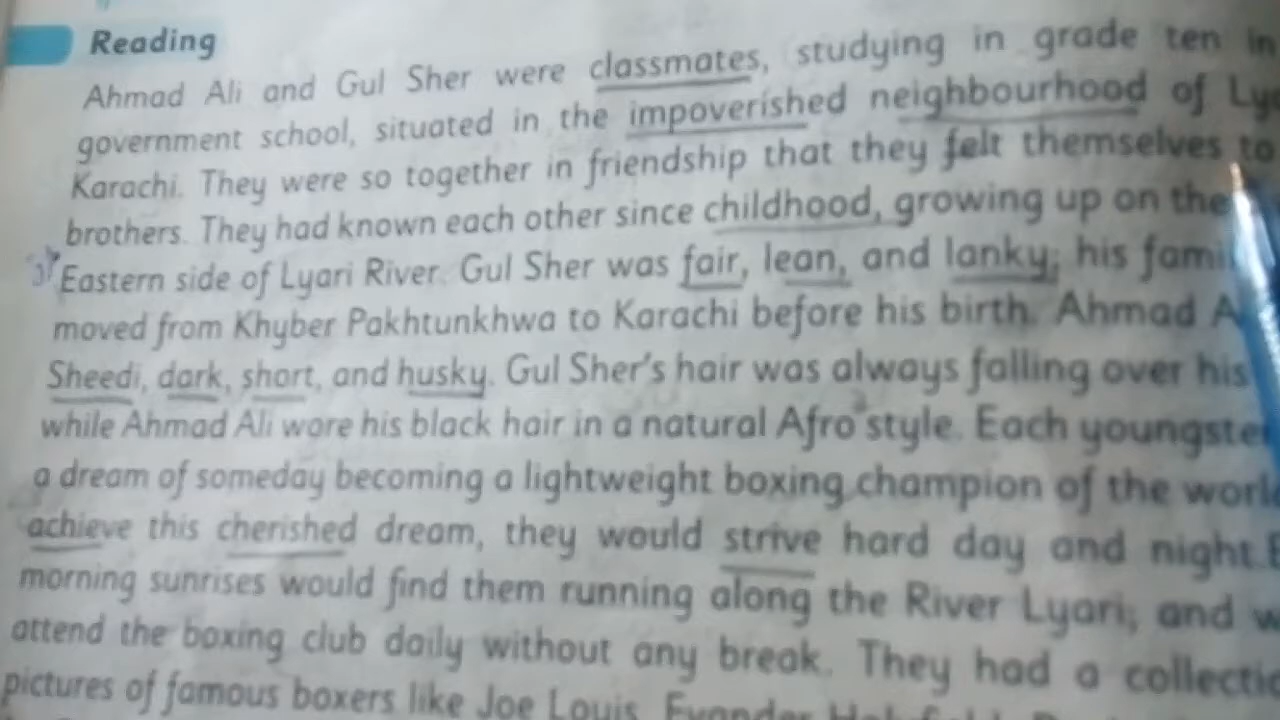 Reading
Ahmad Ali and Gul Sher were classmates, studying in grade ten in
government school, situated in the impoverished neighbourhood of
Karachi. They were so together in friendship that they felt themselves to
brothers. They had known each other since childhood, growing up on the
Eastern side of Lyari River. Gul Sher was fair, lean, and lanky; his
moved from Khyber Pakhtunkhwa to Karachi before his birth. Ahmad
Sheedi, dark, short, and husky. Gul Sher's hair was always falling over his
while Ahmad Ali wore his black hair in a natural Afro style. Each
a dream of someday becoming a lightweight boxing champion of the
achieve this cherished dream, they would strive hard day and night.
morning sunrises would find them running along the River Lyari; and
attend the boxing club daily without any break. They had a
pictures of famous boxers like Joe Louis